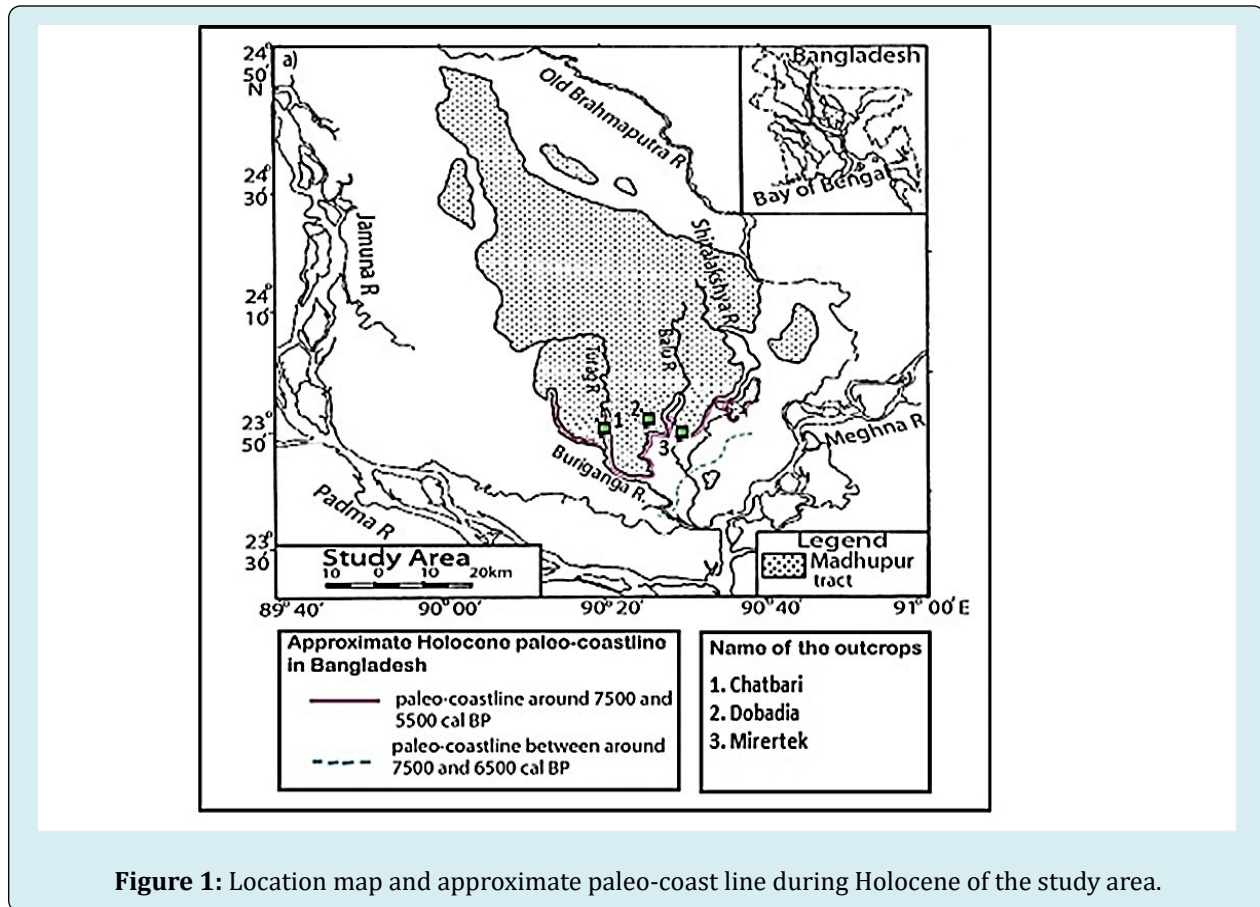 a)
24°
50'
N
24°
30
24°
10
23°
50
23°
30
Bangladesh
Bay of Bengal
Old Brahmaputra R
Jamuna R
Shitalakshya R
Balu R
Torag R
1
2
3
Buriganga R.
Meghna R
Padma R
Study Area
10 0 10 20km
Legend
Madhupur
tract
89° 40' 90° 00' 90° 20' 90° 40' 91° 00' E
Approximate Holocene paleo-coastline
in Bangladesh
paleo-coastline around 7500 and
5500 cal BP
paleo-coastline between around
7500 and 6500 cal BP
Name of the outcrops
1. Chatbari
2. Dobadia
3. Mirertek
Figure 1: Location map and approximate paleo-coast line during Holocene of the study area.